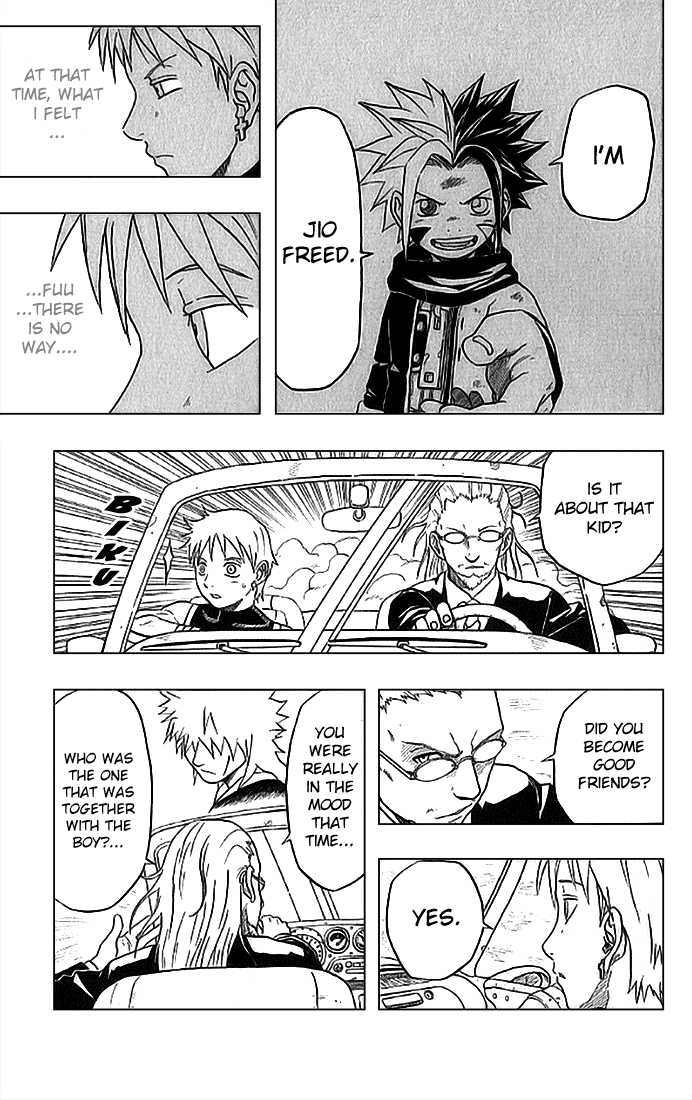 I'M
JIO
FREED.
AT THAT
TIME, WHAT
I FELT
...
...FUU
...THERE
IS NO
WAY....
IS IT
ABOUT THAT
KID?
BIKU
DID YOU
BECOME
GOOD
FRIENDS?
YES.
YOU
WERE
REALLY
IN THE
MOOD
THAT
TIME...
WHO WAS
THE ONE
THAT WAS
TOGETHER
WITH THE
BOY?...